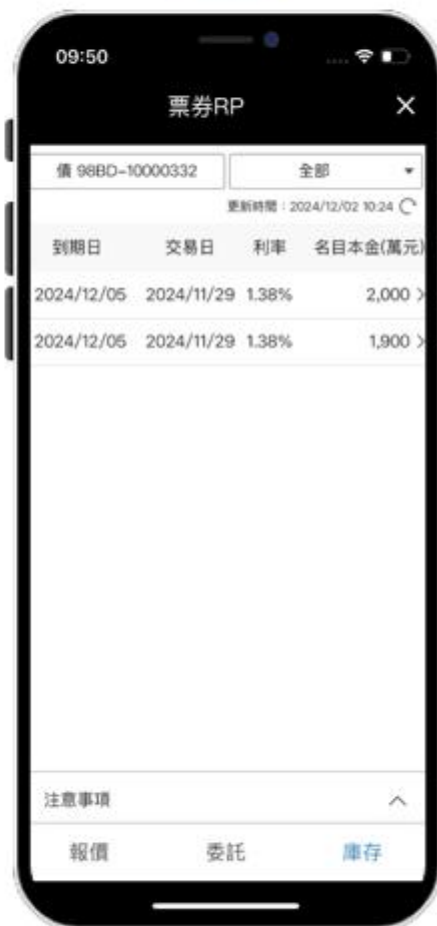 09:50
票券RP
債 98BD-10000332 全部
更新時間：2024/12/02 10:24
到期日 交易日 利率 名目本金(萬元)
2024/12/05 2024/11/29 1.38% 2,000
2024/12/05 2024/11/29 1.38% 1,900
注意事項
報價 委託 庫存